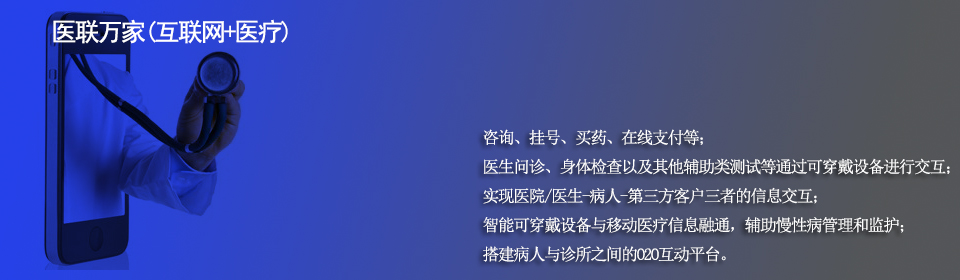 医联万家(互联网+医疗)
咨询、挂号、买药、在线支付等;
医生问诊、身体检查以及其他辅助类测试等通过可穿戴设备进行交互;
实现医院/医生-病人-第三方客户三者的信息交互;
智能可穿戴设备与移动医疗信息融通，辅助慢性病管理和监护;
搭建病人与诊所之间的O2O互动平台。